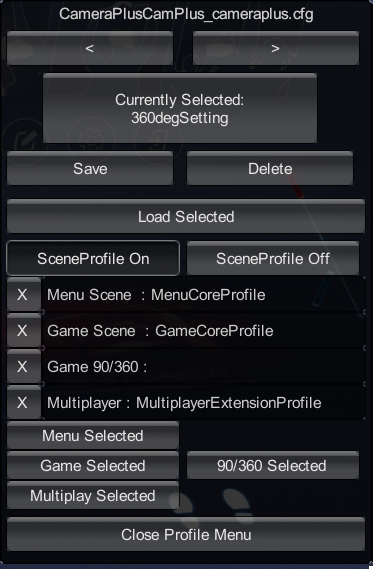 CameraPlusCamPlus_cameraplus.cfg
< >
Currently Selected:
360degSetting
Save Delete
Load Selected
SceneProfile On SceneProfile Off
X Menu Scene : MenuCoreProfile
X Game Scene : GameCoreProfile
X Game 90/360 :
X Multiplayer : MultiplayerExtensionProfile
Menu Selected
Game Selected 90/360 Selected
Multiplay Selected
Close Profile Menu